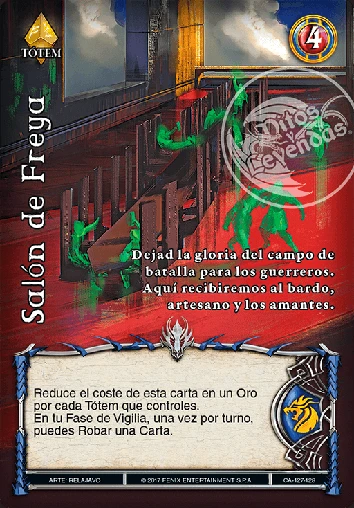 TÓTEM
4
Mitos y Leyendas
Salón de Freya
Dejad la gloria del campo de
batalla para los guerreros.
Aquí recibiremos al bardo,
artesano y los amantes.
Reduce el coste de esta carta en un Oro
por cada Tótem que controles.
En tu Fase de Vigilia, una vez por turno,
puedes Robar una Carta.
ARTE: RELAJAVO
© 2017 FENIX ENTERTAINMENT S.P.A.